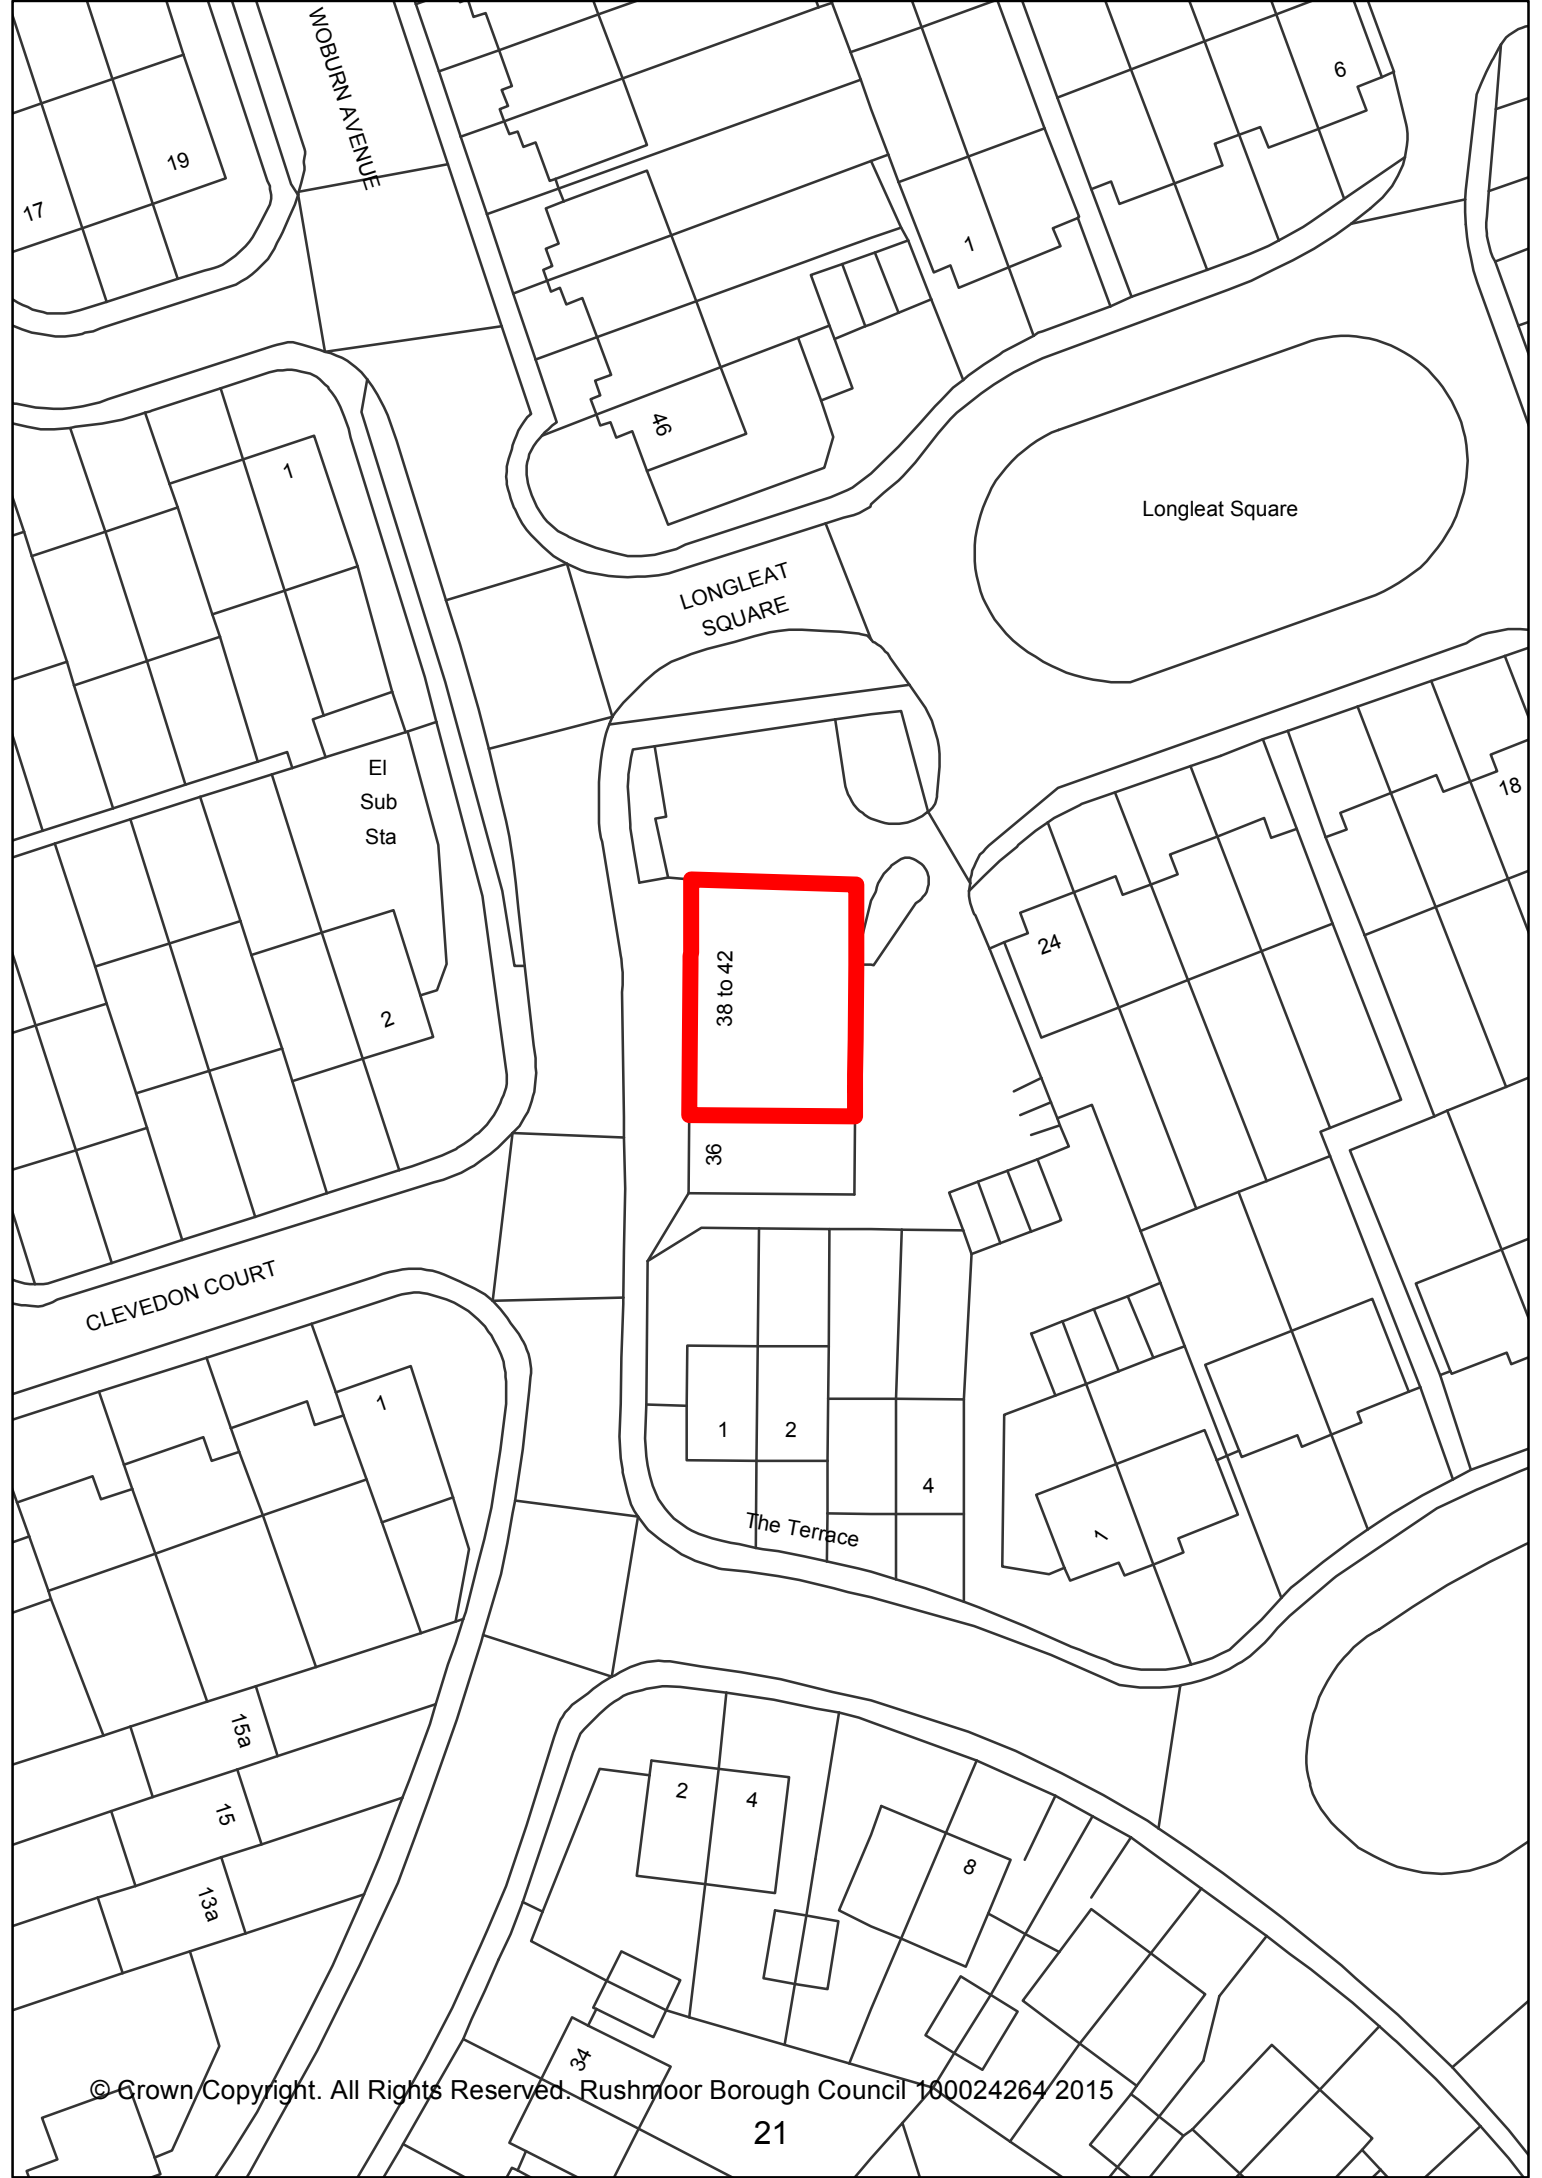 WOBURN AVENUE
6
19
17
1
46
1
Longleat Square
LONGLEAT
SQUARE
El
Sub
Sta
18
24
38 to 42
2
36
CLEVEDON COURT
1
1
2
4
The Terrace
1
15a
2
4
15
8
13a
34
© Crown Copyright. All Rights Reserved. Rushmoor Borough Council 100024264 2015
21